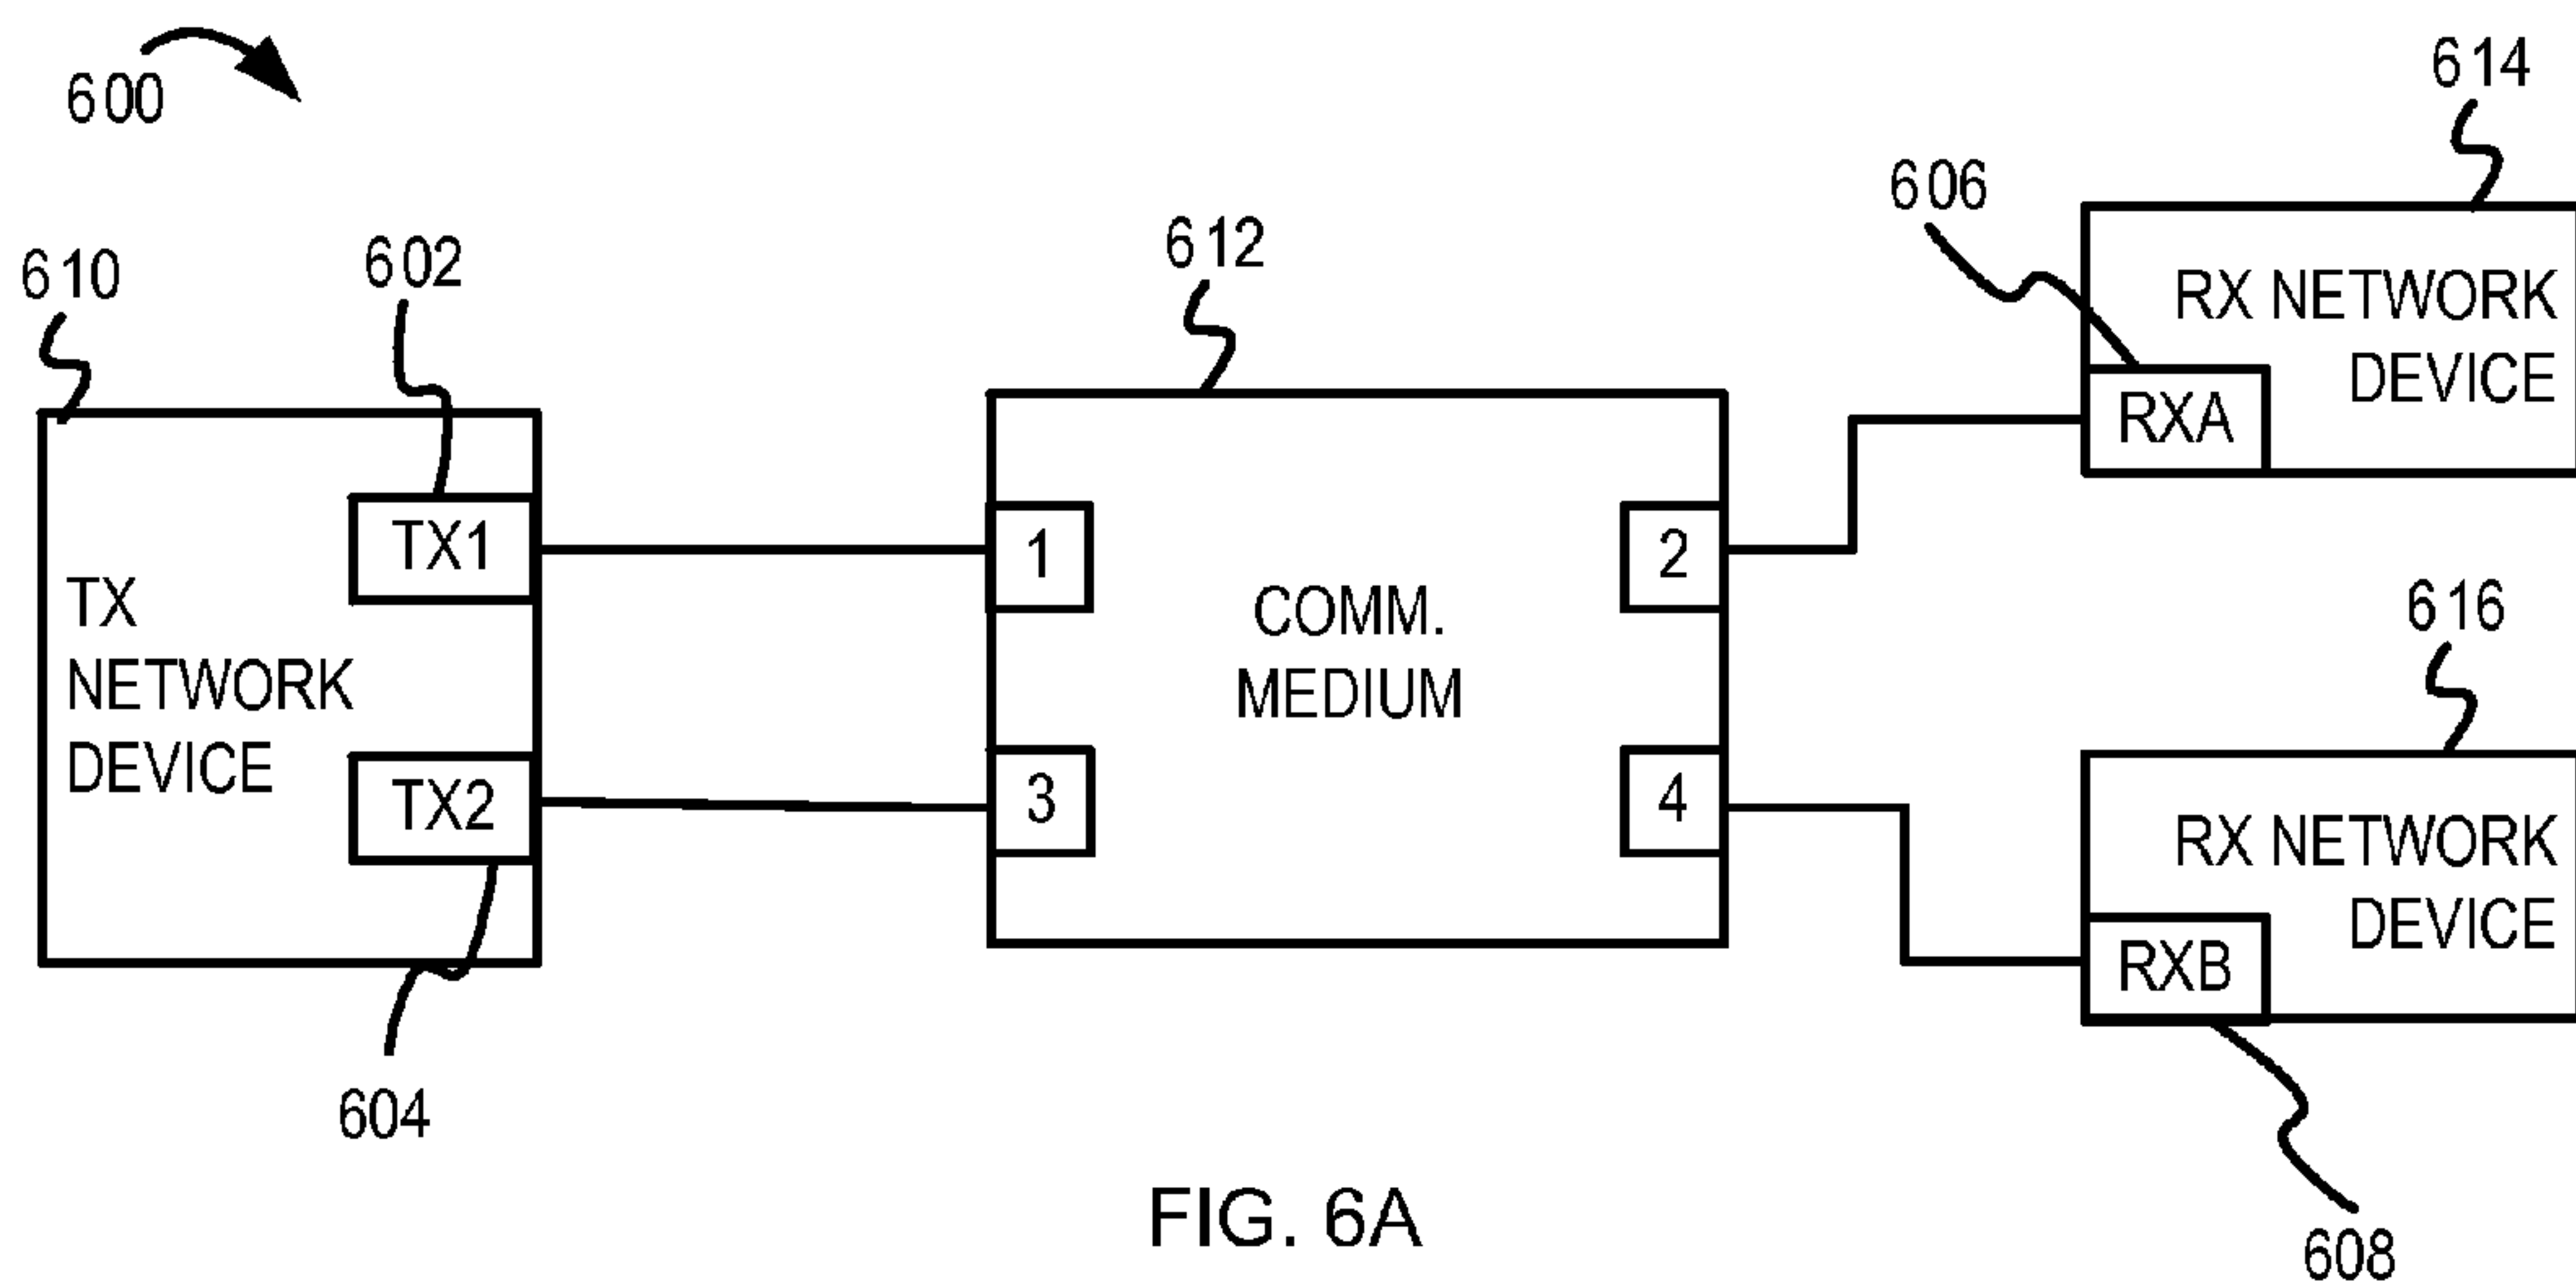 600
614
606
612
602
610
RX NETWORK
DEVICE
RXA
TX1
1
2
TX
NETWORK
DEVICE
COMM.
MEDIUM
616
TX2
3
4
RX NETWORK
DEVICE
RXB
604
608
FIG. 6A